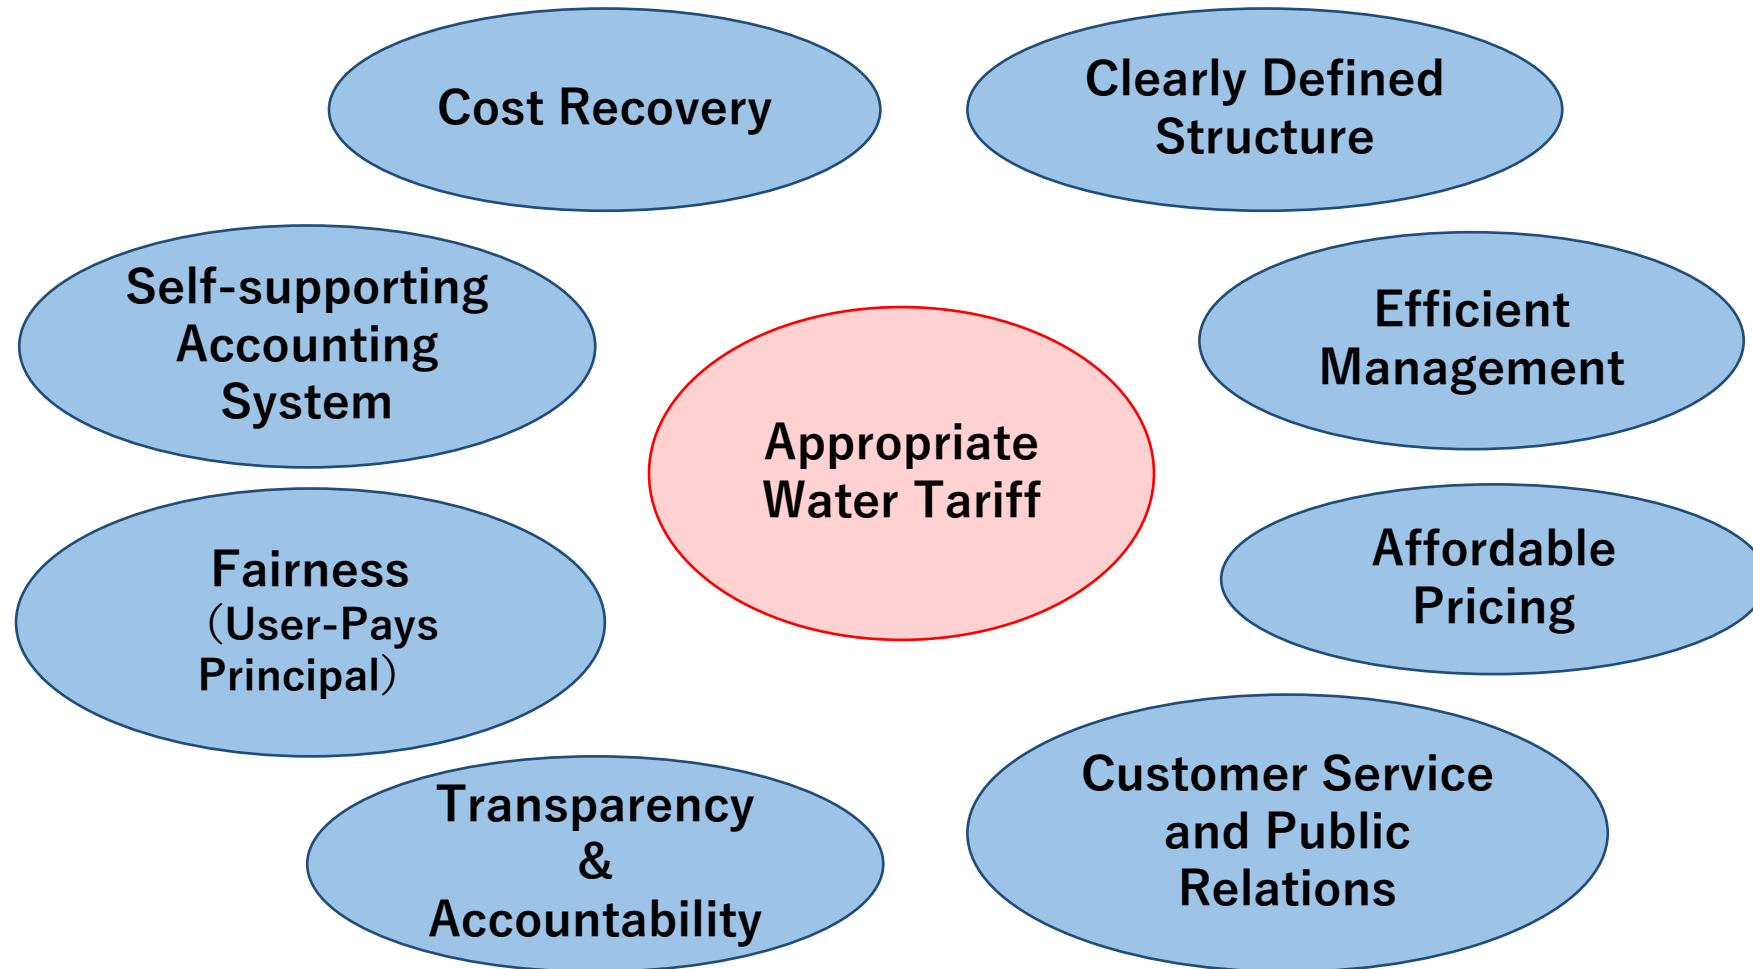 Cost Recovery
Clearly Defined
Structure
Self-supporting
Accounting
System
Efficient
Management
Appropriate
Water Tariff
Fairness
（User-Pays
Principal）
Affordable
Pricing
Transparency
&
Accountability
Customer Service
and Public
Relations